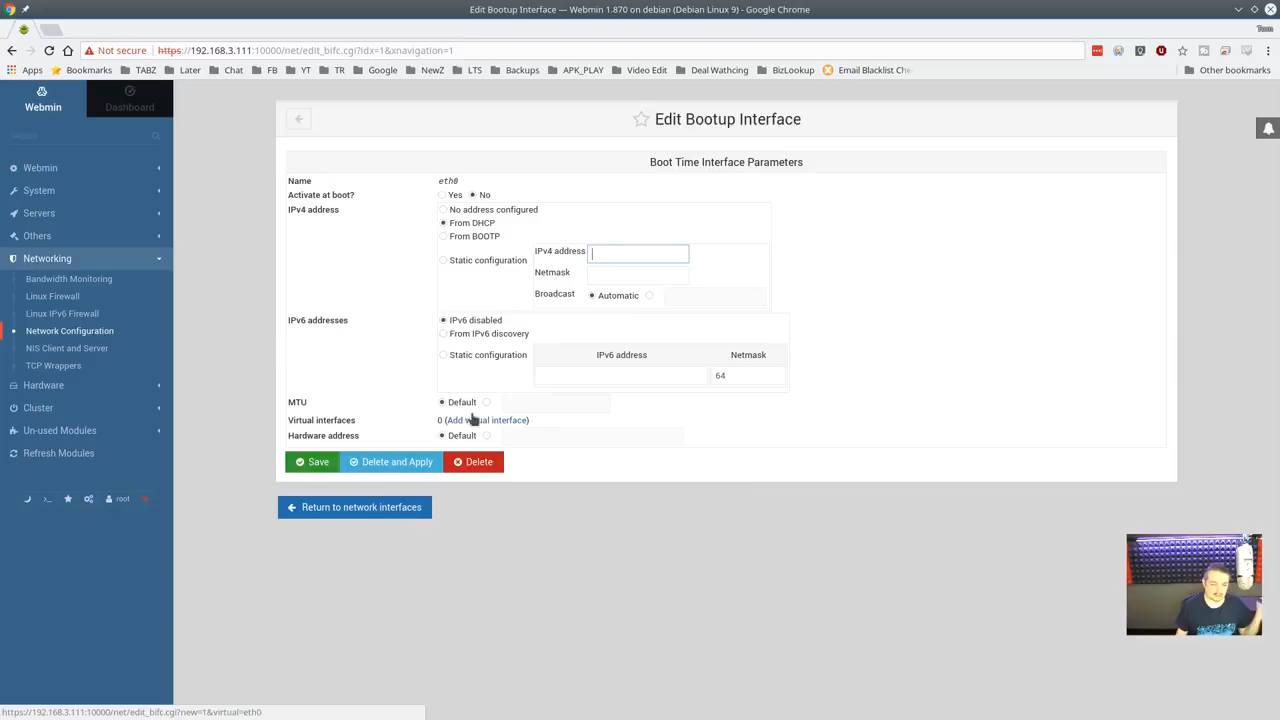 Edit Bootup Interface — Webmin 1.870 on debian (Debian Linux 9) - Google Chrome
Tom
Not secure https://192.168.3.111:10000/net/edit_bifc.cgi?idx=1&xnavigation=1
Apps Bookmarks TABZ Later Chat FB YT TR Google NewZ LTS Backups APK_PLAY Video Edit Deal Wathcing BizLookup Email Blacklist Che Other bookmarks
Webmin Dashboard
Search
Webmin
System
Servers
Others
Networking
Bandwidth Monitoring
Linux Firewall
Linux IPv6 Firewall
Network Configuration
NIS Client and Server
TCP Wrappers
Hardware
Cluster
Un-used Modules
Refresh Modules
root
Edit Bootup Interface
Boot Time Interface Parameters
Name eth0
Activate at boot? Yes No
IPv4 address No address configured
From DHCP
From BOOTP
Static configuration IPv4 address
Netmask
Broadcast Automatic
IPv6 addresses IPv6 disabled
From IPv6 discovery
Static configuration IPv6 address Netmask
64
MTU Default
Virtual interfaces 0 (Add virtual interface)
Hardware address Default
Save Delete and Apply Delete
Return to network interfaces
https://192.168.3.111:10000/net/edit_bifc.cgi?new=1&virtual=eth0